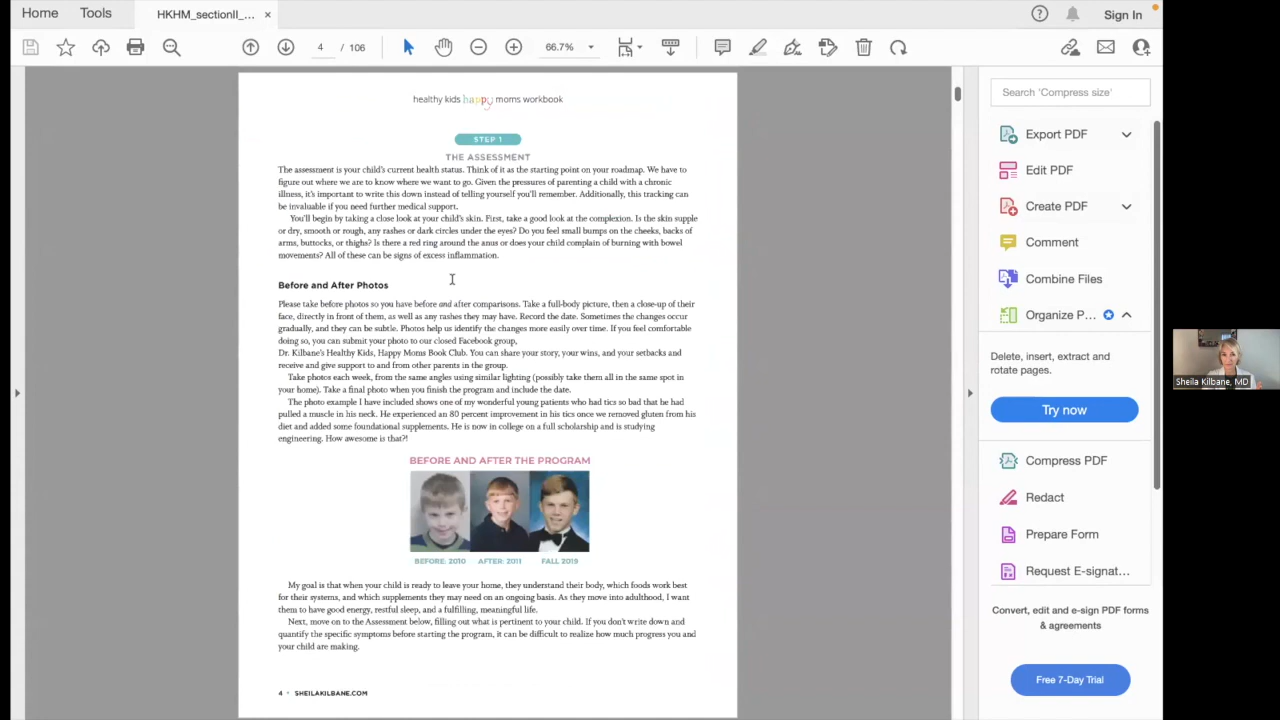 Home Tools HKHM_sectionII_... × Sign In
4 / 106 66.7%
healthy kids happy moms workbook
STEP 1
THE ASSESSMENT
The assessment is your child's current health status. Think of it as the starting point on your roadmap. We have to
figure out where we are to know where we want to go. Given the pressures of parenting a child with a chronic
illness, it's important to write this down instead of telling yourself you'll remember. Additionally, this tracking can
be invaluable if you need further medical support.
You'll begin by taking a close look at your child's skin. First, take a good look at the complexion. Is the skin supple
or dry, smooth or rough, any rashes or dark circles under the eyes? Do you feel small bumps on the cheeks, backs of
arms, buttocks, or thighs? Is there a red ring around the anus or does your child complain of burning with bowel
movements? All of these can be signs of excess inflammation.
Before and After Photos
Please take before photos so you have before and after comparisons. Take a full-body picture, then a close-up of their
face, directly in front of them, as well as any rashes they may have. Record the date. Sometimes the changes occur
gradually, and they can be subtle. Photos help us identify the changes more easily over time. If you feel comfortable
doing so, you can submit your photo to our closed Facebook group,
Dr. Kilbane's Healthy Kids, Happy Moms Book Club. You can share your story, your wins, and your setbacks and
receive and give support to and from other parents in the group.
Take photos each week, from the same angles using similar lighting (possibly take them all in the same spot in
your home). Take a final photo when you finish the program and include the date.
The photo example I have included shows one of my wonderful young patients who had tics so bad that he had
pulled a muscle in his neck. He experienced an 80 percent improvement in his tics once we removed gluten from his
diet and added some foundational supplements. He is now in college on a full scholarship and is studying
engineering. How awesome is that?!
BEFORE AND AFTER THE PROGRAM
BEFORE: 2010 AFTER: 2011 FALL 2019
My goal is that when your child is ready to leave your home, they understand their body, which foods work best
for their systems, and which supplements they may need on an ongoing basis. As they move into adulthood, I want
them to have good energy, restful sleep, and a fulfilling, meaningful life.
Next, move on to the Assessment below, filling out what is pertinent to your child. If you don't write down and
quantify the specific symptoms before starting the program, it can be difficult to realize how much progress you and
your child are making.
4 • SHEILAKILBANE.COM
Search 'Compress size'
Export PDF
Edit PDF
Create PDF
Comment
Combine Files
Organize P...
Delete, insert, extract and
rotate pages.
Try now
Compress PDF
Redact
Prepare Form
Request E-signat...
Convert, edit and e-sign PDF forms
& agreements
Free 7-Day Trial
Sheila Kilbane, MD